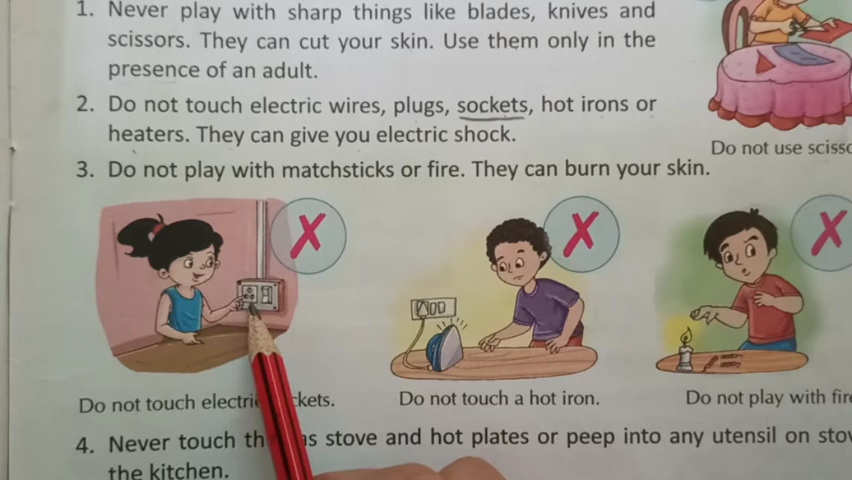 1. Never play with sharp things like blades, knives and
scissors. They can cut your skin. Use them only in the
presence of an adult.
2. Do not touch electric wires, plugs, sockets, hot irons or
heaters. They can give you electric shock.
Do not use
3. Do not play with matchsticks or fire. They can burn your skin.
Do not touch
Do not touch a hot iron.
Do not play with
4. Never touch stove and hot plates or peep into any utensil on
the kitchen.